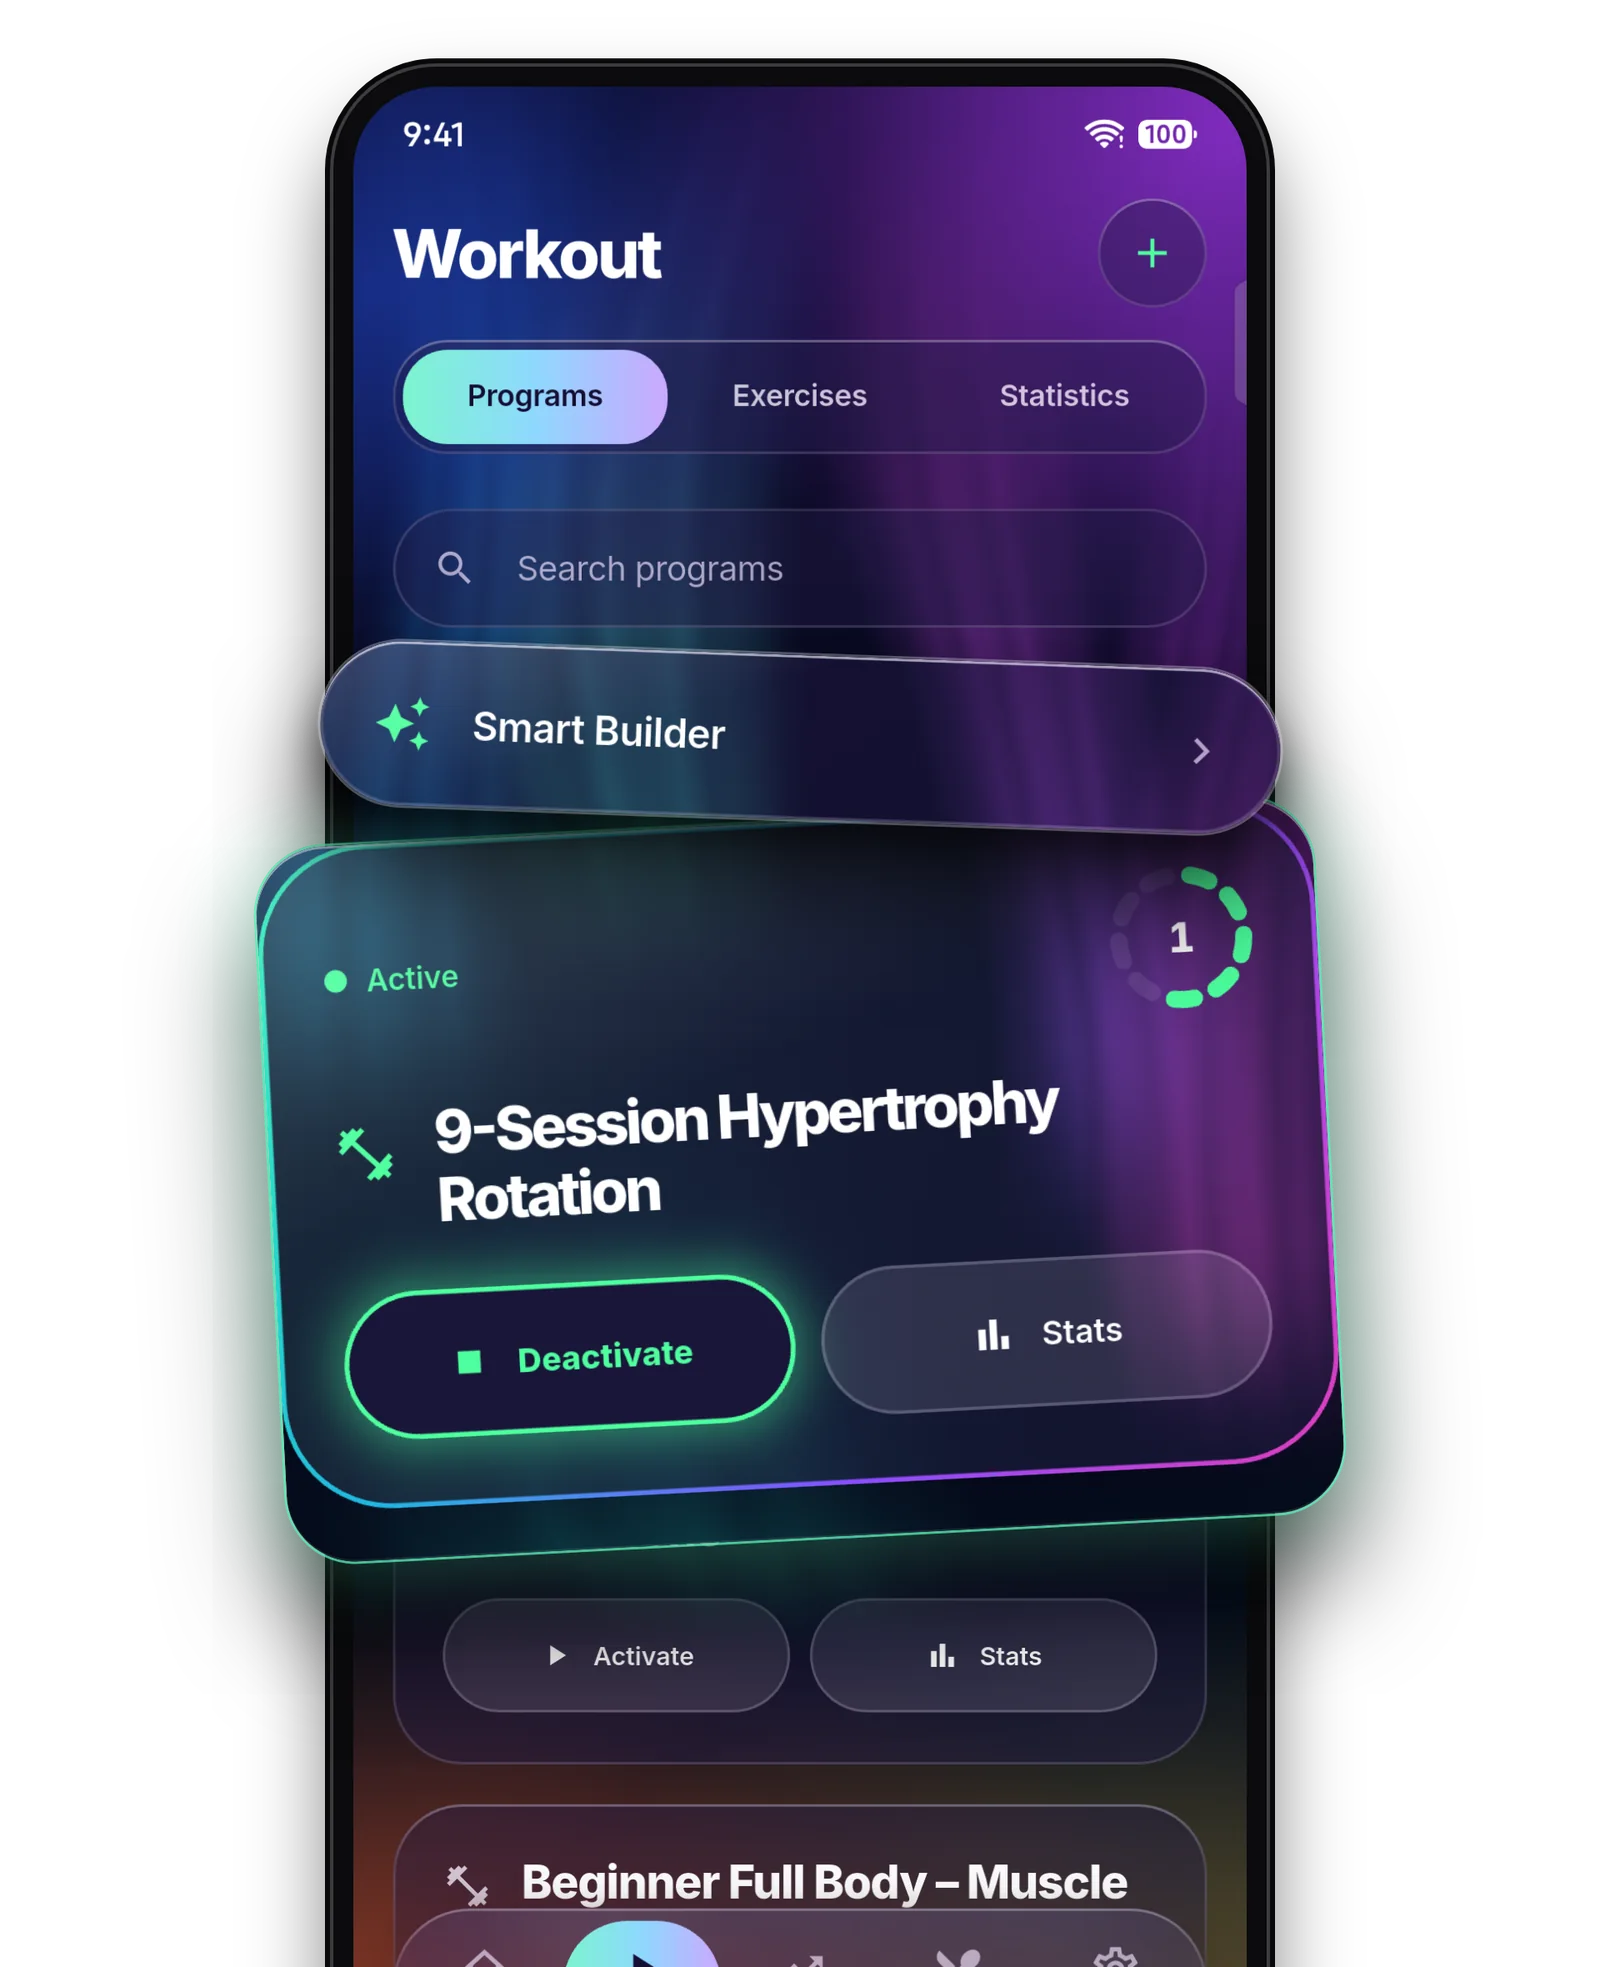 9:41
100
Workout
Programs
Exercises
Statistics
Search programs
Smart Builder
Active
1
9-Session Hypertrophy
Rotation
Deactivate
Stats
Activate
Stats
Beginner Full Body – Muscle